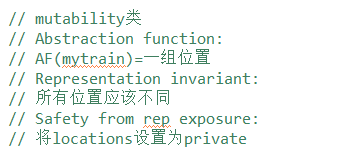 // mutability类
// Abstraction function:
// AF(mytrain)=一组位置
// Representation invariant:
// 所有位置应该不同
// Safety from rep exposure:
// 将locations设置为private